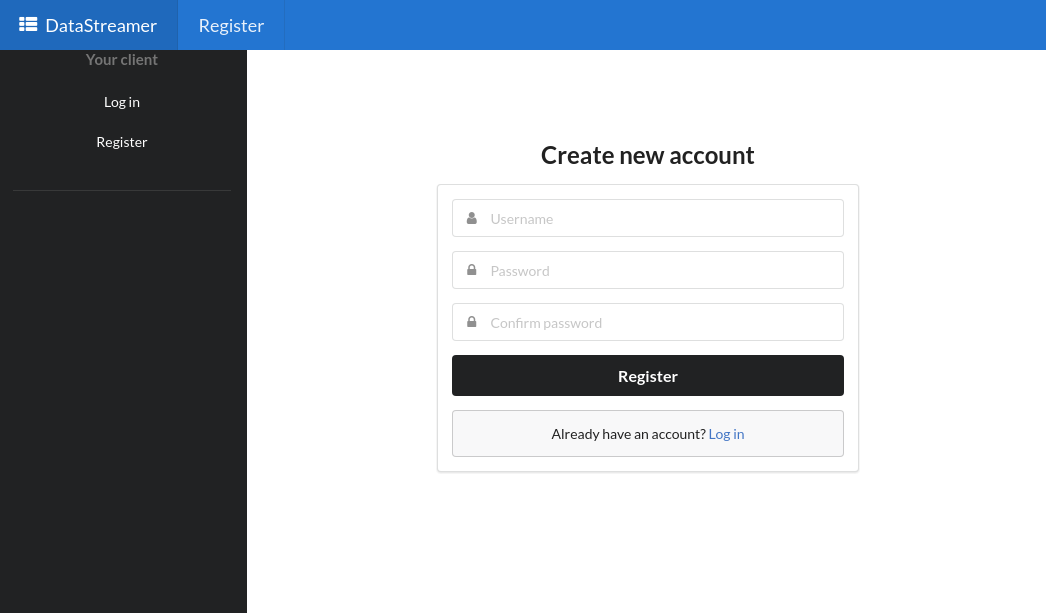 DataStreamer
Register
Your client
Log in
Register
Create new account
Username
Password
Confirm password
Register
Already have an account? Log in